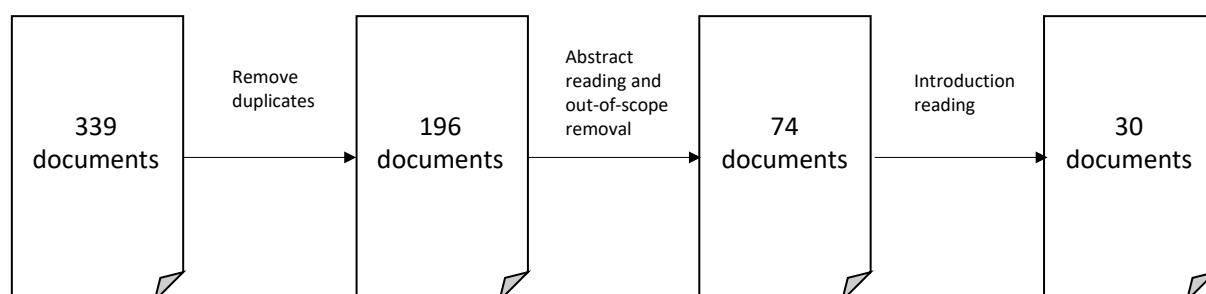 339
documents
Remove
duplicates
196
documents
Abstract
reading and
out-of-scope
removal
74
documents
Introduction
reading
30
documents